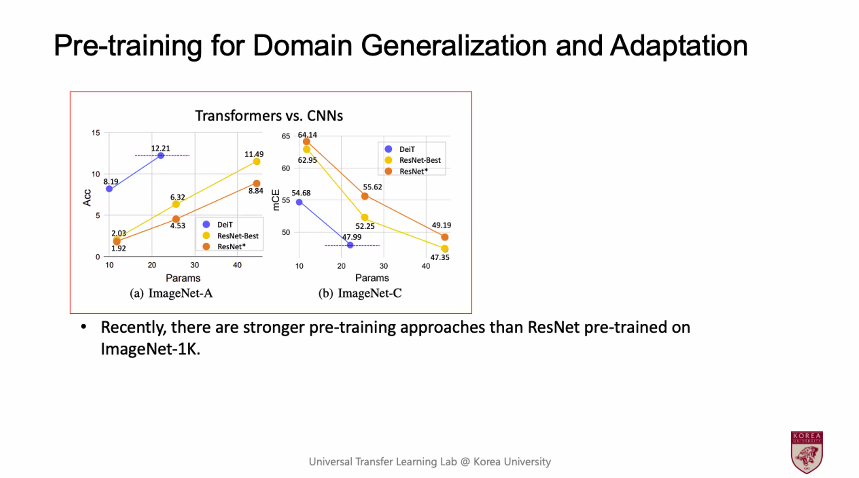 Pre-training for Domain Generalization and Adaptation
Transformers vs. CNNs
15
10
5
0
Acc
8.19
12.21
2.03
1.92
6.32
4.53
11.49
8.84
DeiT
ResNet-Best
ResNet*
10
20
30
40
Params
(a) ImageNet-A
65
60
55
50
mCE
64.14
62.95
54.68
55.62
52.25
47.99
49.19
47.35
DeiT
ResNet-Best
ResNet*
10
20
30
40
Params
(b) ImageNet-C
• Recently, there are stronger pre-training approaches than ResNet pre-trained on
ImageNet-1K.
Universal Transfer Learning Lab @ Korea University
KOREA